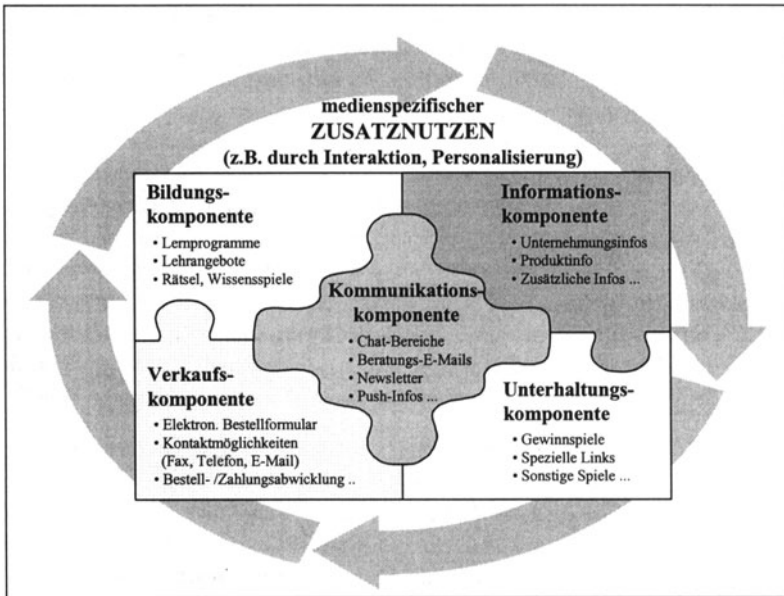 medienspezifischer
ZUSATZNUTZEN
(z.B. durch Interaktion, Personalisierung)
Bildungs-
komponente
• Lernprogramme
• Lehrangebote
• Rätsel, Wissensspiele
Informations-
komponente
• Unternehmungsinfos
• Produktinfo
• Zusätzliche Infos ...
Kommunikations-
komponente
• Chat-Bereiche
• Beratungs-E-Mails
• Newsletter
• Push-Infos ...
Verkaufs-
komponente
• Elektron. Bestellformular
• Kontaktmöglichkeiten
(Fax, Telefon, E-Mail)
• Bestell- /Zahlungsabwicklung ..
Unterhaltungs-
komponente
• Gewinnspiele
• Spezielle Links
• Sonstige Spiele ...